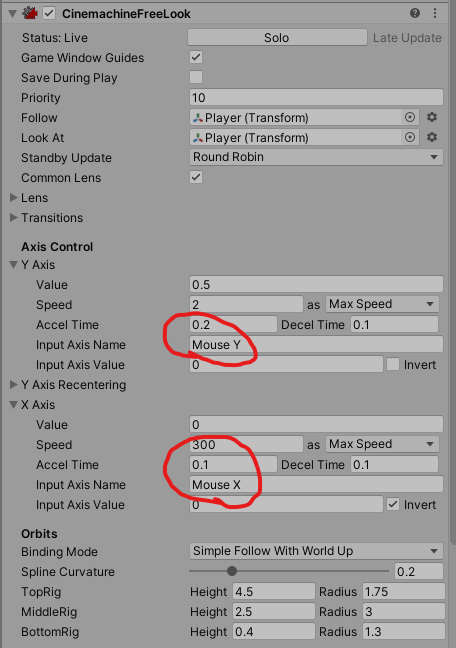 CinemachineFreeLook
Status: Live Solo Late Update
Game Window Guides
Save During Play
Priority 10
Follow Player (Transform)
Look At Player (Transform)
Standby Update Round Robin
Common Lens
Lens
Transitions
Axis Control
Y Axis
Value 0.5
Speed 2 as Max Speed
Accel Time 0.2 Decel Time 0.1
Input Axis Name Mouse Y
Input Axis Value 0 Invert
Y Axis Recentering
X Axis
Value 0
Speed 300 as Max Speed
Accel Time 0.1 Decel Time 0.1
Input Axis Name Mouse X
Input Axis Value 0 Invert
Orbits
Binding Mode Simple Follow With World Up
Spline Curvature 0.2
TopRig Height 4.5 Radius 1.75
MiddleRig Height 2.5 Radius 3
BottomRig Height 0.4 Radius 1.3